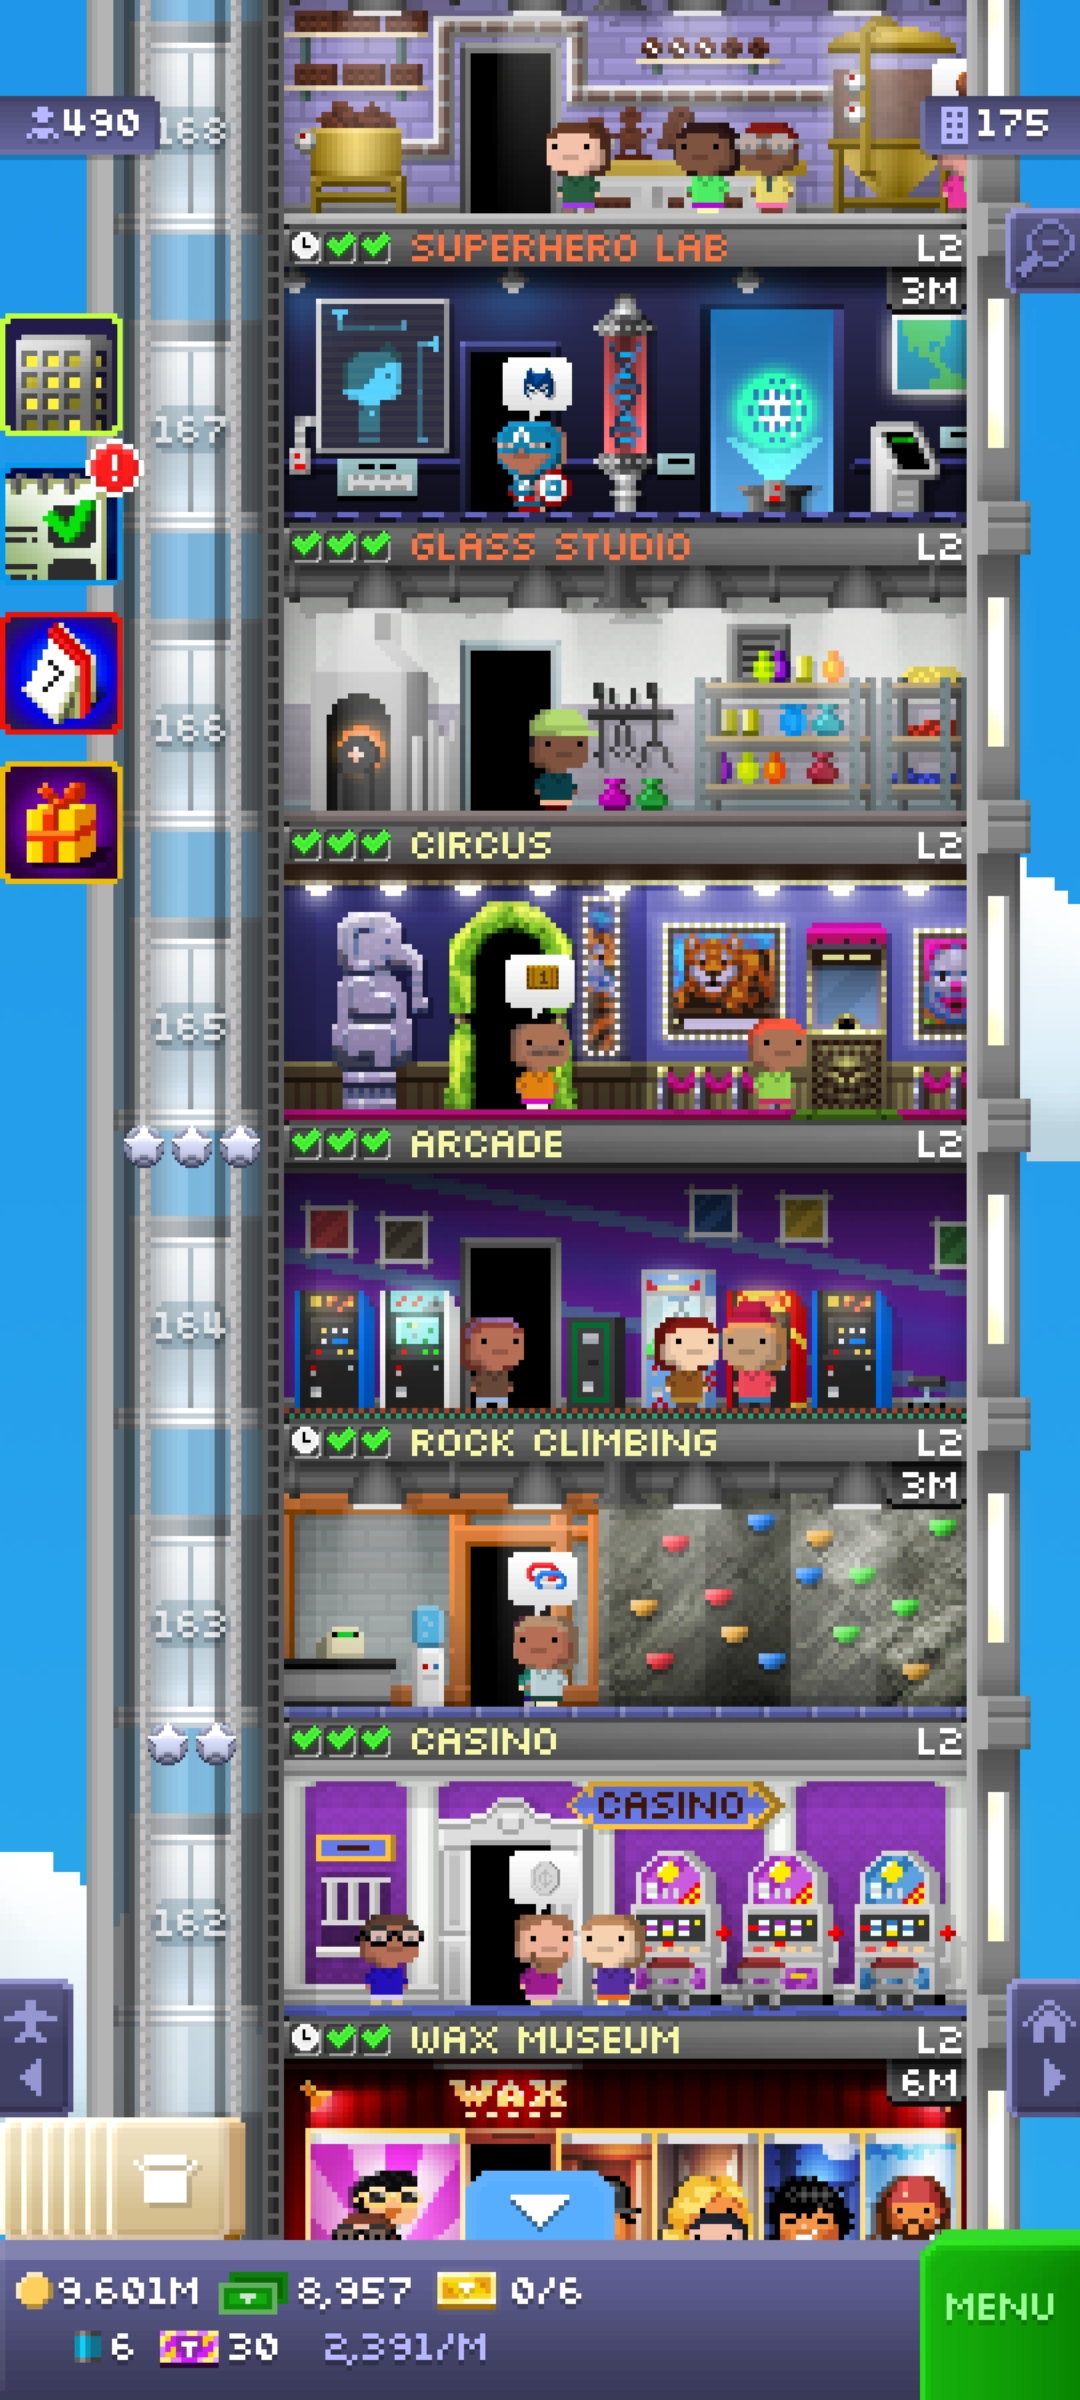 490
168
175
SUPERHERO LAB L2
3M
167
GLASS STUDIO L2
166
CIRCUS L2
1
165
ARCADE L2
164
ROCK CLIMBING L2
3M
163
CASINO L2
CASINO
162
WAX MUSEUM L2
6M
WAX
9.601M 8,957 0/6
MENU
6 T 30 2,391/M